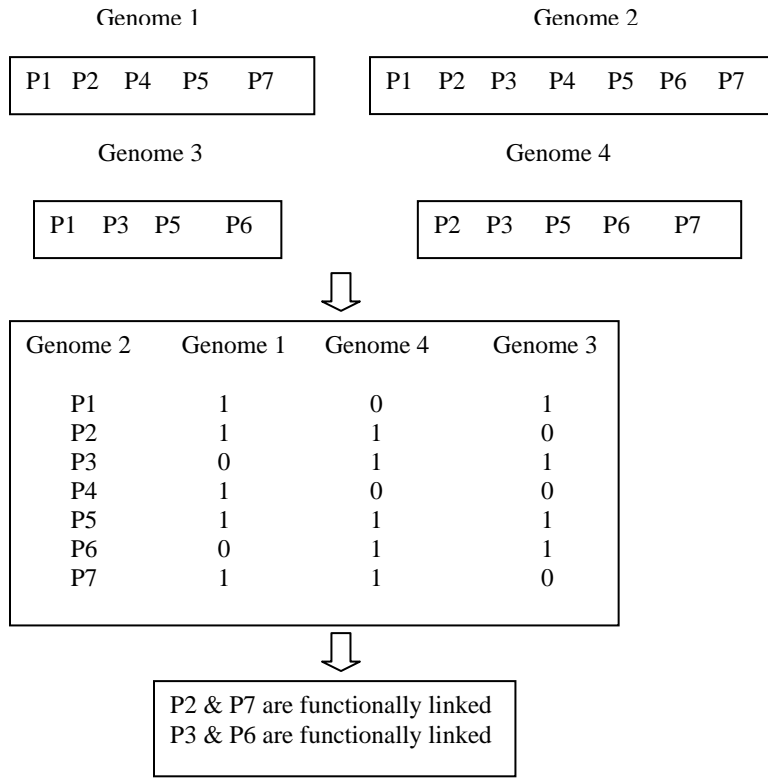 Genome 1
Genome 2
P1 P2 P4 P5 P7
P1 P2 P3 P4 P5 P6 P7
Genome 3
Genome 4
P1 P3 P5 P6
P2 P3 P5 P6 P7
Genome 2 Genome 1 Genome 4 Genome 3
P1 1 0 1
P2 1 1 0
P3 0 1 1
P4 1 0 0
P5 1 1 1
P6 0 1 1
P7 1 1 0
P2 & P7 are functionally linked
P3 & P6 are functionally linked